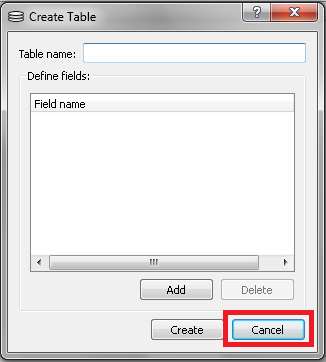 Create Table
Table name:
Define fields:
Field name
Add Delete
Create Cancel